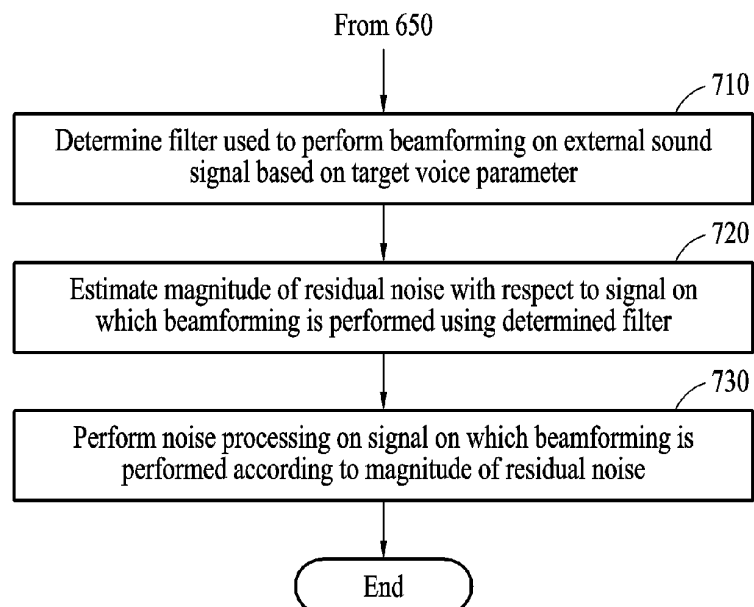 From 650
710
Determine filter used to perform beamforming on external sound
signal based on target voice parameter
720
Estimate magnitude of residual noise with respect to signal on
which beamforming is performed using determined filter
730
Perform noise processing on signal on which beamforming is
performed according to magnitude of residual noise
End